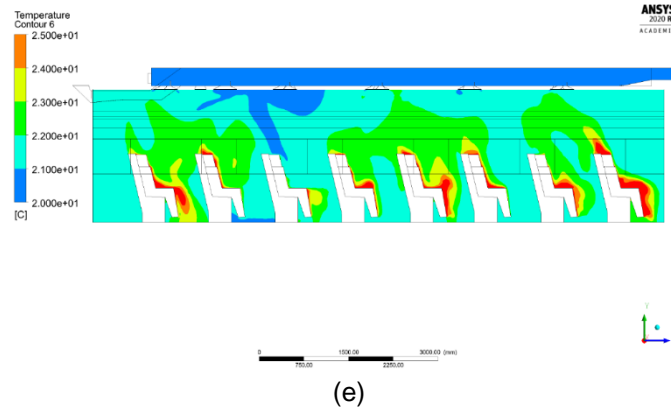 Temperature
Contour 6
2.500e+01
2.400e+01
2.300e+01
2.200e+01
2.100e+01
2.000e+01
[C]
ANSYS
2020 R
ACADEMI
0
1500.00
3000.00
(mm)
750.00
2250.00
Y
(e)